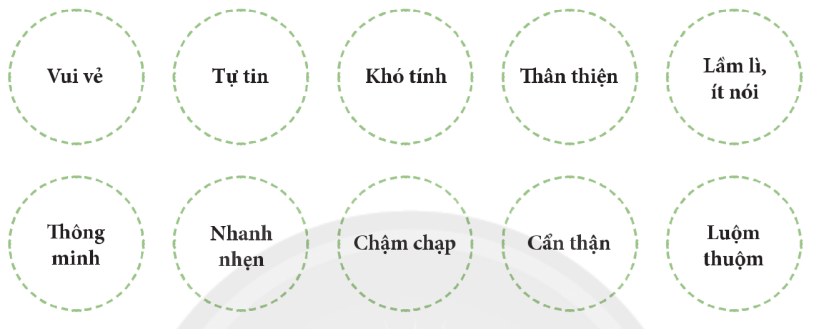 Vui vẻ
Tự tin
Khó tính
Thân thiện
Lầm lì,
ít nói
Thông
minh
Nhanh
nhẹn
Chậm chạp
Cẩn thận
Luộm
thuộm